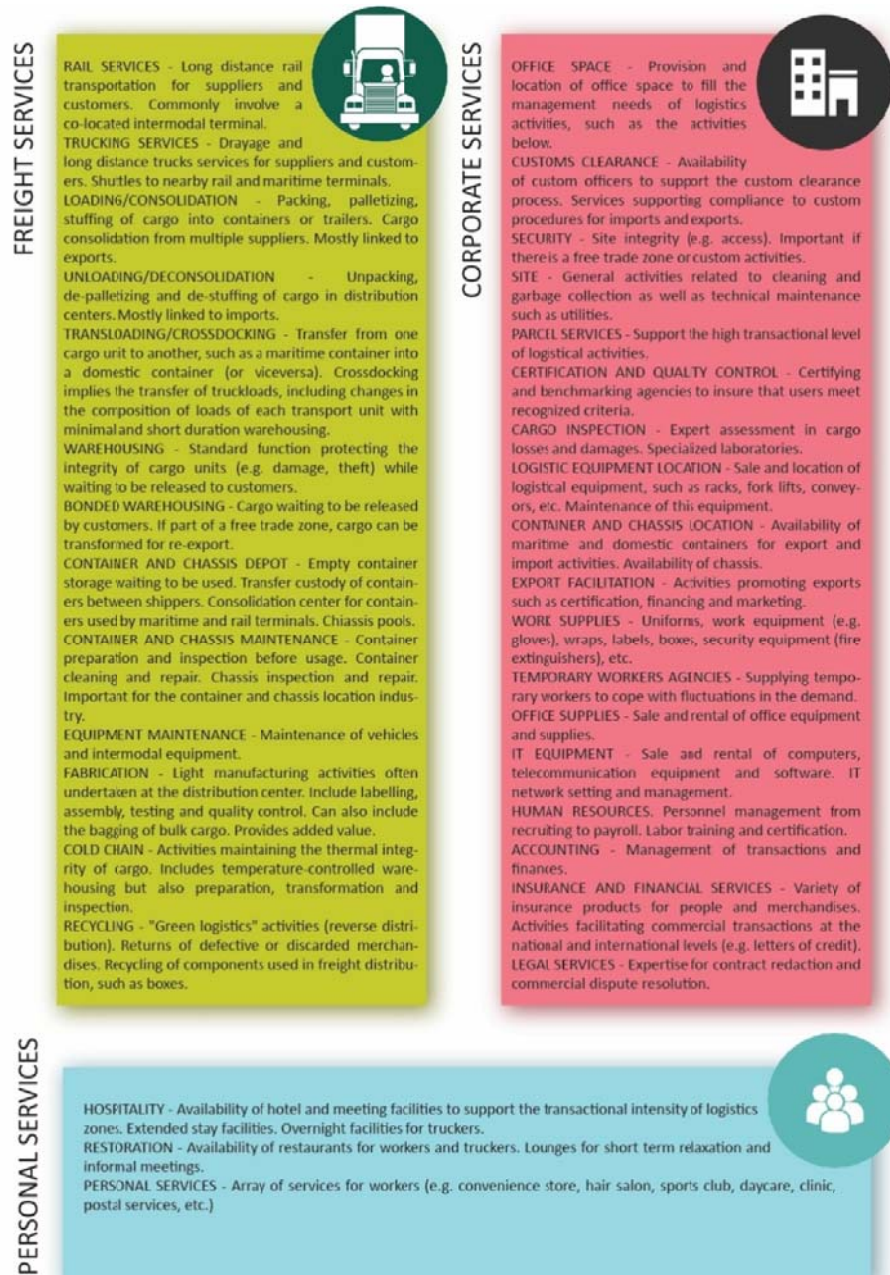 FREIGHT SERVICES
RAIL SERVICES - Long distance rail
transportation for suppliers and
customers. Commonly involve a
co-located intermodal terminal.
TRUCKING SERVICES - Drayage and
long distance trucks services for suppliers and custom-
ers. Shuttles to nearby rail and maritime terminals.
LOADING/CONSOLIDATION - Packing, palletizing,
stuffing of cargo into containers or trailers. Cargo
consolidation from multiple suppliers. Mostly linked to
exports.
UNLOADING/DECONSOLIDATION - Unpacking,
de-palletizing and de-stuffing of cargo in distribution
centers. Mostly linked to imports.
TRANSLOADING/CROSSDOCKING - Transfer from one
cargo unit to another, such as a maritime container into
a domestic container (or viceversa). Crossdocking
implies the transfer of truckloads, including changes in
the composition of loads of each transport unit with
minimal and short duration warehousing.
WAREHOUSING - Standard function protecting the
integrity of cargo units (e.g. damage, theft) while
waiting to be released to customers.
BONDED WAREHOUSING - Cargo waiting to be released
by customers. If part of a free trade zone, cargo can be
transformed for re-export.
CONTAINER AND CHASSIS DEPOT - Empty container
storage waiting to be used. Transfer custody of contain-
ers between shippers. Consolidation center for contain-
ers used by maritime and rail terminals. Chiassis pools.
CONTAINER AND CHASSIS MAINTENANCE - Container
preparation and inspection before usage. Container
cleaning and repair. Chassis inspection and repair.
Important for the container and chassis location indus-
try.
EQUIPMENT MAINTENANCE - Maintenance of vehicles
and intermodal equipment.
FABRICATION - Light manufacturing activities often
undertaken at the distribution center. Include labelling,
assembly, testing and quality control. Can also include
the bagging of bulk cargo. Provides added value.
COLD CHAIN - Activities maintaining the thermal integ-
rity of cargo. Includes temperature-controlled ware-
housing but also preparation, transformation and
inspection.
RECYCLING - "Green logistics" activities (reverse distri-
bution). Returns of defective or discarded merchan-
dises. Recycling of components used in freight distribu-
tion, such as boxes.
CORPORATE SERVICES
OFFICE SPACE - Provision and
location of office space to fill the
management needs of logistics
activities, such as the activities
below.
CUSTOMS CLEARANCE - Availability
of custom officers to support the custom clearance
process. Services supporting compliance to custom
procedures for imports and exports.
SECURITY - Site integrity (e.g. access). Important if
there is a free trade zone or custom activities.
SITE - General activities related to cleaning and
garbage collection as well as technical maintenance
such as utilities.
PARCEL SERVICES - Support the high transactional level
of logistical activities.
CERTIFICATION AND QUALITY CONTROL - Certifying
and benchmarking agencies to insure that users meet
recognized criteria.
CARGO INSPECTION - Expert assessment in cargo
losses and damages. Specialized laboratories.
LOGISTIC EQUIPMENT LOCATION - Sale and location of
logistical equipment, such as racks, fork lifts, convey-
ors, etc. Maintenance of this equipment.
CONTAINER AND CHASSIS LOCATION - Availability of
maritime and domestic containers for export and
import activities. Availability of chassis.
EXPORT FACILITATION - Activities promoting exports
such as certification, financing and marketing.
WORK SUPPLIES - Uniforms, work equipment (e.g.
gloves), wraps, labels, boxes, security equipment (fire
extinguishers), etc.
TEMPORARY WORKERS AGENCIES - Supplying tempo-
rary workers to cope with fluctuations in the demand.
OFFICE SUPPLIES - Sale and rental of office equipment
and supplies.
IT EQUIPMENT - Sale and rental of computers,
telecommunication equipment and software. IT
network setting and management.
HUMAN RESOURCES. Personnel management from
recruiting to payroll. Labor training and certification.
ACCOUNTING - Management of transactions and
finances.
INSURANCE AND FINANCIAL SERVICES - Variety of
insurance products for people and merchandises.
Activities facilitating commercial transactions at the
national and international levels (e.g. letters of credit).
LEGAL SERVICES - Expertise for contract redaction and
commercial dispute resolution.
PERSONAL SERVICES
HOSPITALITY - Availability of hotel and meeting facilities to support the transactional intensity of logistics
zones. Extended stay facilities. Overnight facilities for truckers.
RESTORATION - Availability of restaurants for workers and truckers. Lounges for short term relaxation and
informal meetings.
PERSONAL SERVICES - Array of services for workers (e.g. convenience store, hair salon, sports club, daycare, clinic,
postal services, etc.)